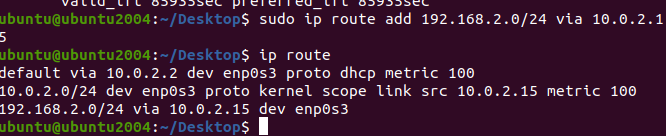 valid_lft 85935sec preferred_lft 85935sec
ubuntu@ubuntu2004:~/Desktop$ sudo ip route add 192.168.2.0/24 via 10.0.2.1
5
ubuntu@ubuntu2004:~/Desktop$ ip route
default via 10.0.2.2 dev enp0s3 proto dhcp metric 100
10.0.2.0/24 dev enp0s3 proto kernel scope link src 10.0.2.15 metric 100
192.168.2.0/24 via 10.0.2.15 dev enp0s3
ubuntu@ubuntu2004:~/Desktop$